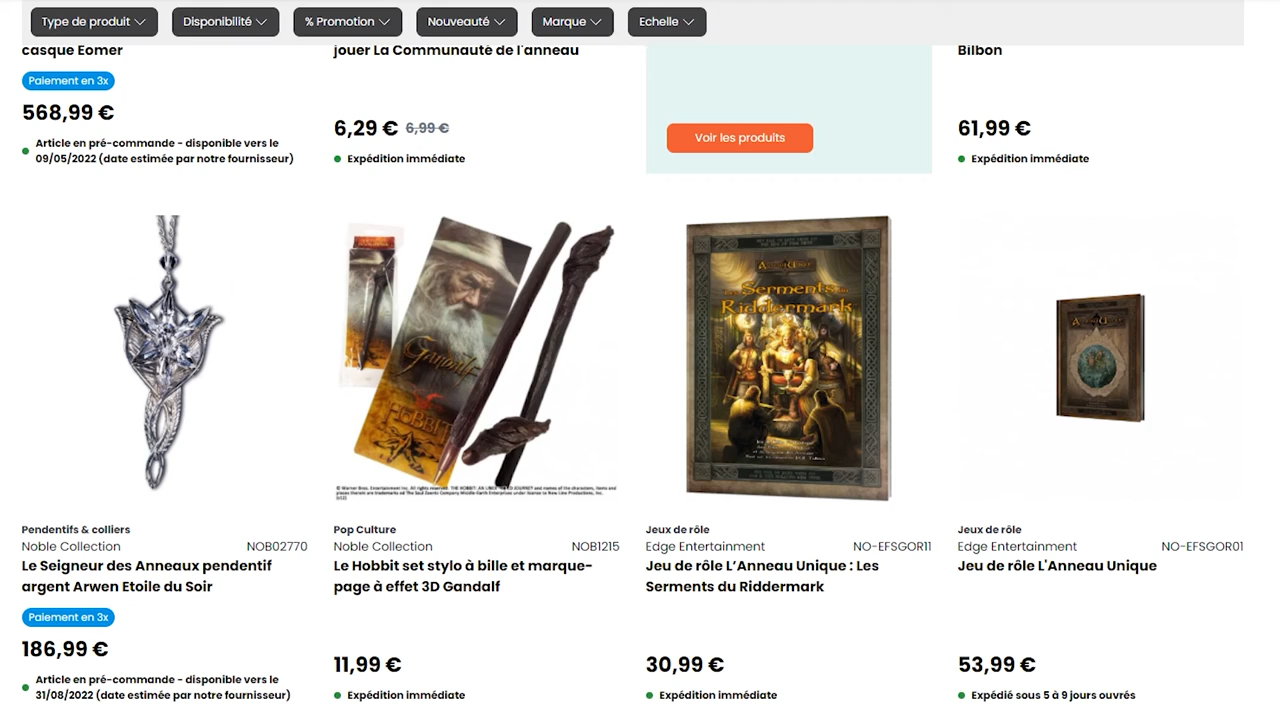 Type de produit
Disponibilité
% Promotion
Nouveauté
Marque
Echelle
casque Eomer
Paiement en 3x
568,99 €
Article en pré-commande - disponible vers le
09/05/2022 (date estimée par notre fournisseur)
jouer La Communauté de l'anneau
6,29 € 6,99 €
Expédition immédiate
Voir les produits
Bilbon
61,99 €
Expédition immédiate
Gandalf
HOBBIT
Serments du
Riddermark
Pendentifs & colliers
Noble Collection NOB02770
Le Seigneur des Anneaux pendentif
argent Arwen Etoile du Soir
Paiement en 3x
186,99 €
Article en pré-commande - disponible vers le
31/08/2022 (date estimée par notre fournisseur)
Pop Culture
Noble Collection NOB1215
Le Hobbit set stylo à bille et marque-
page à effet 3D Gandalf
11,99 €
Expédition immédiate
Jeux de rôle
Edge Entertainment NO-EFSGOR11
Jeu de rôle L’Anneau Unique : Les
Serments du Riddermark
30,99 €
Expédition immédiate
Jeux de rôle
Edge Entertainment NO-EFSGOR01
Jeu de rôle L'Anneau Unique
53,99 €
Expédié sous 5 à 9 jours ouvrés